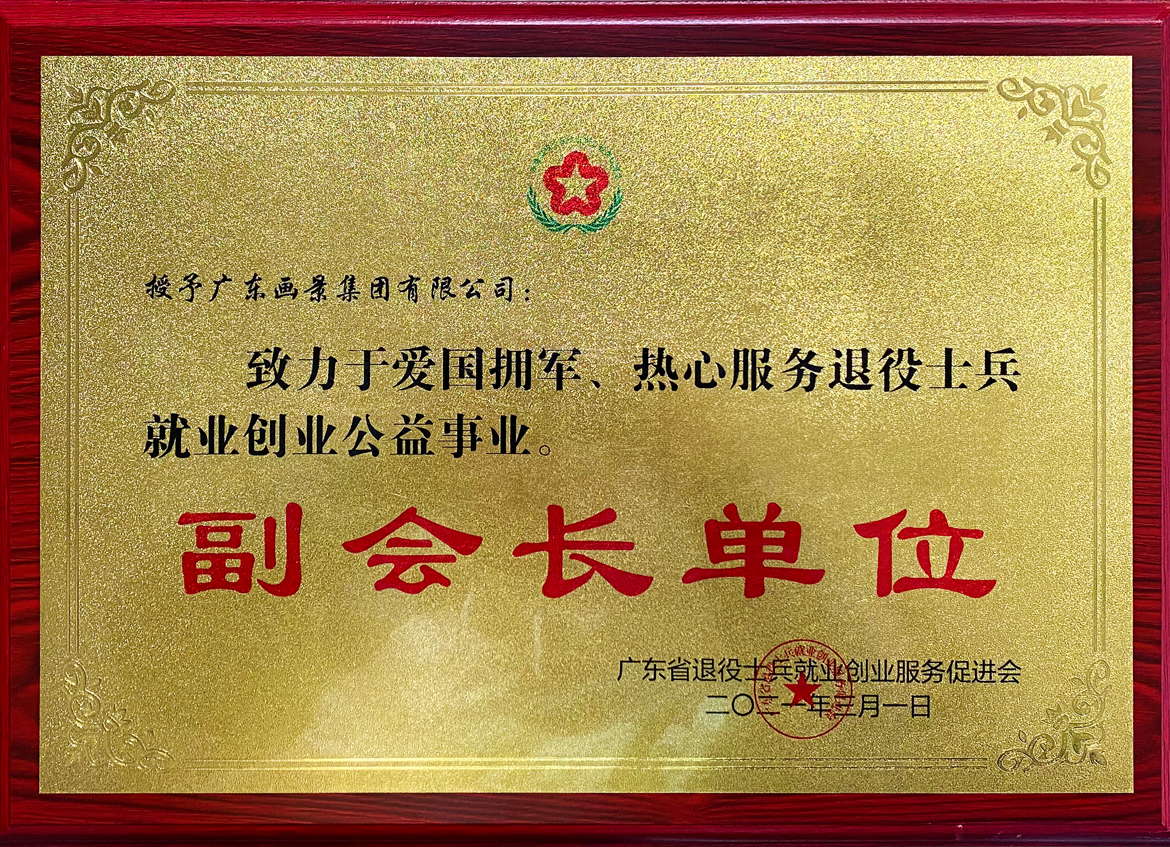 授予广东画景集团有限公司：
致力于爱国拥军、热心服务退役士兵
就业创业公益事业。
副会长单位
广东省退役士兵就业创业服务促进会
二〇二一年三月一日